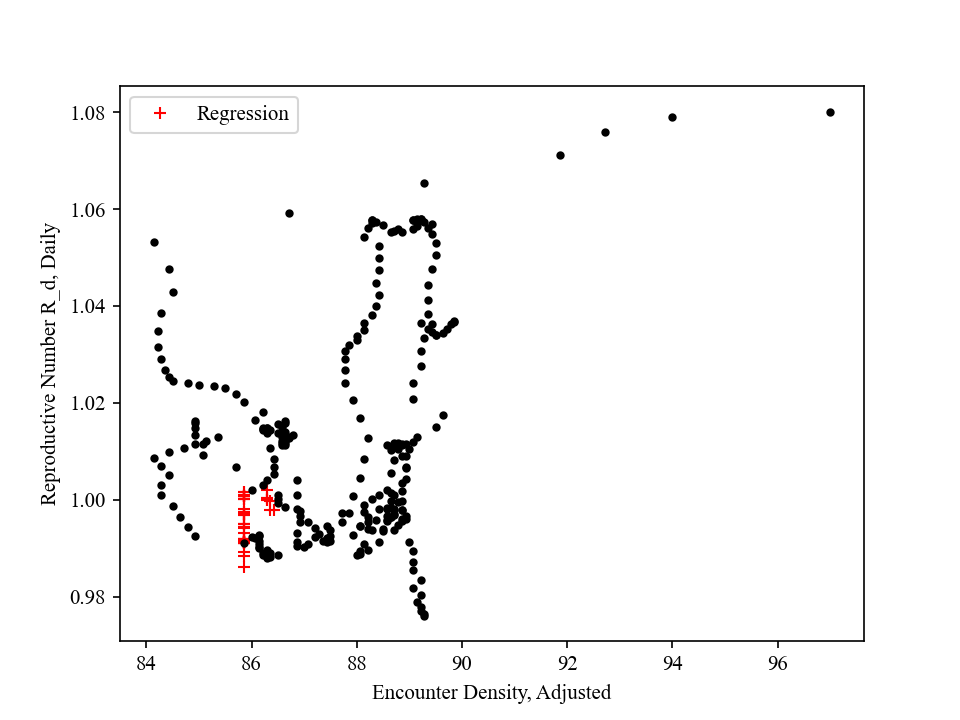 Regression
1.08
1.06
1.04
1.02
1.00
0.98
Reproductive Number R_d, Daily
84 86 88 90 92 94 96
Encounter Density, Adjusted